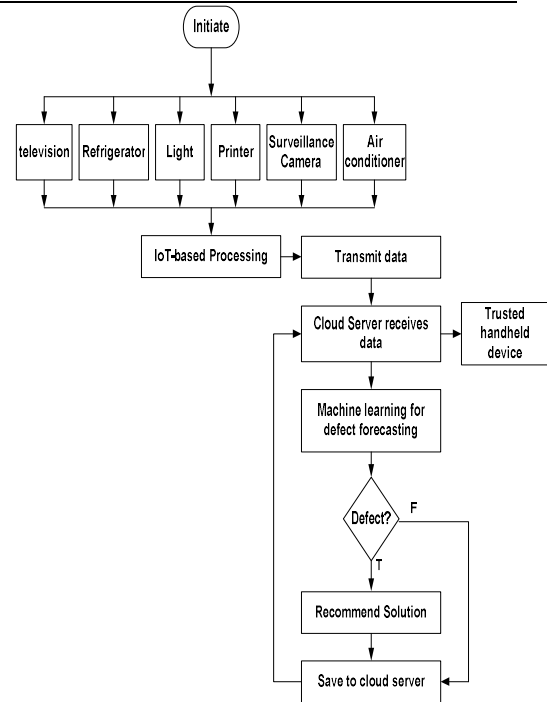 Initiate
television
Refrigerator
Light
Printer
Surveillance
Camera
Air
conditioner
IoT-based Processing
Transmit data
Cloud Server receives
data
Trusted
handheld
device
Machine learning for
defect forecasting
Defect?
F
T
Recommend Solution
Save to cloud server